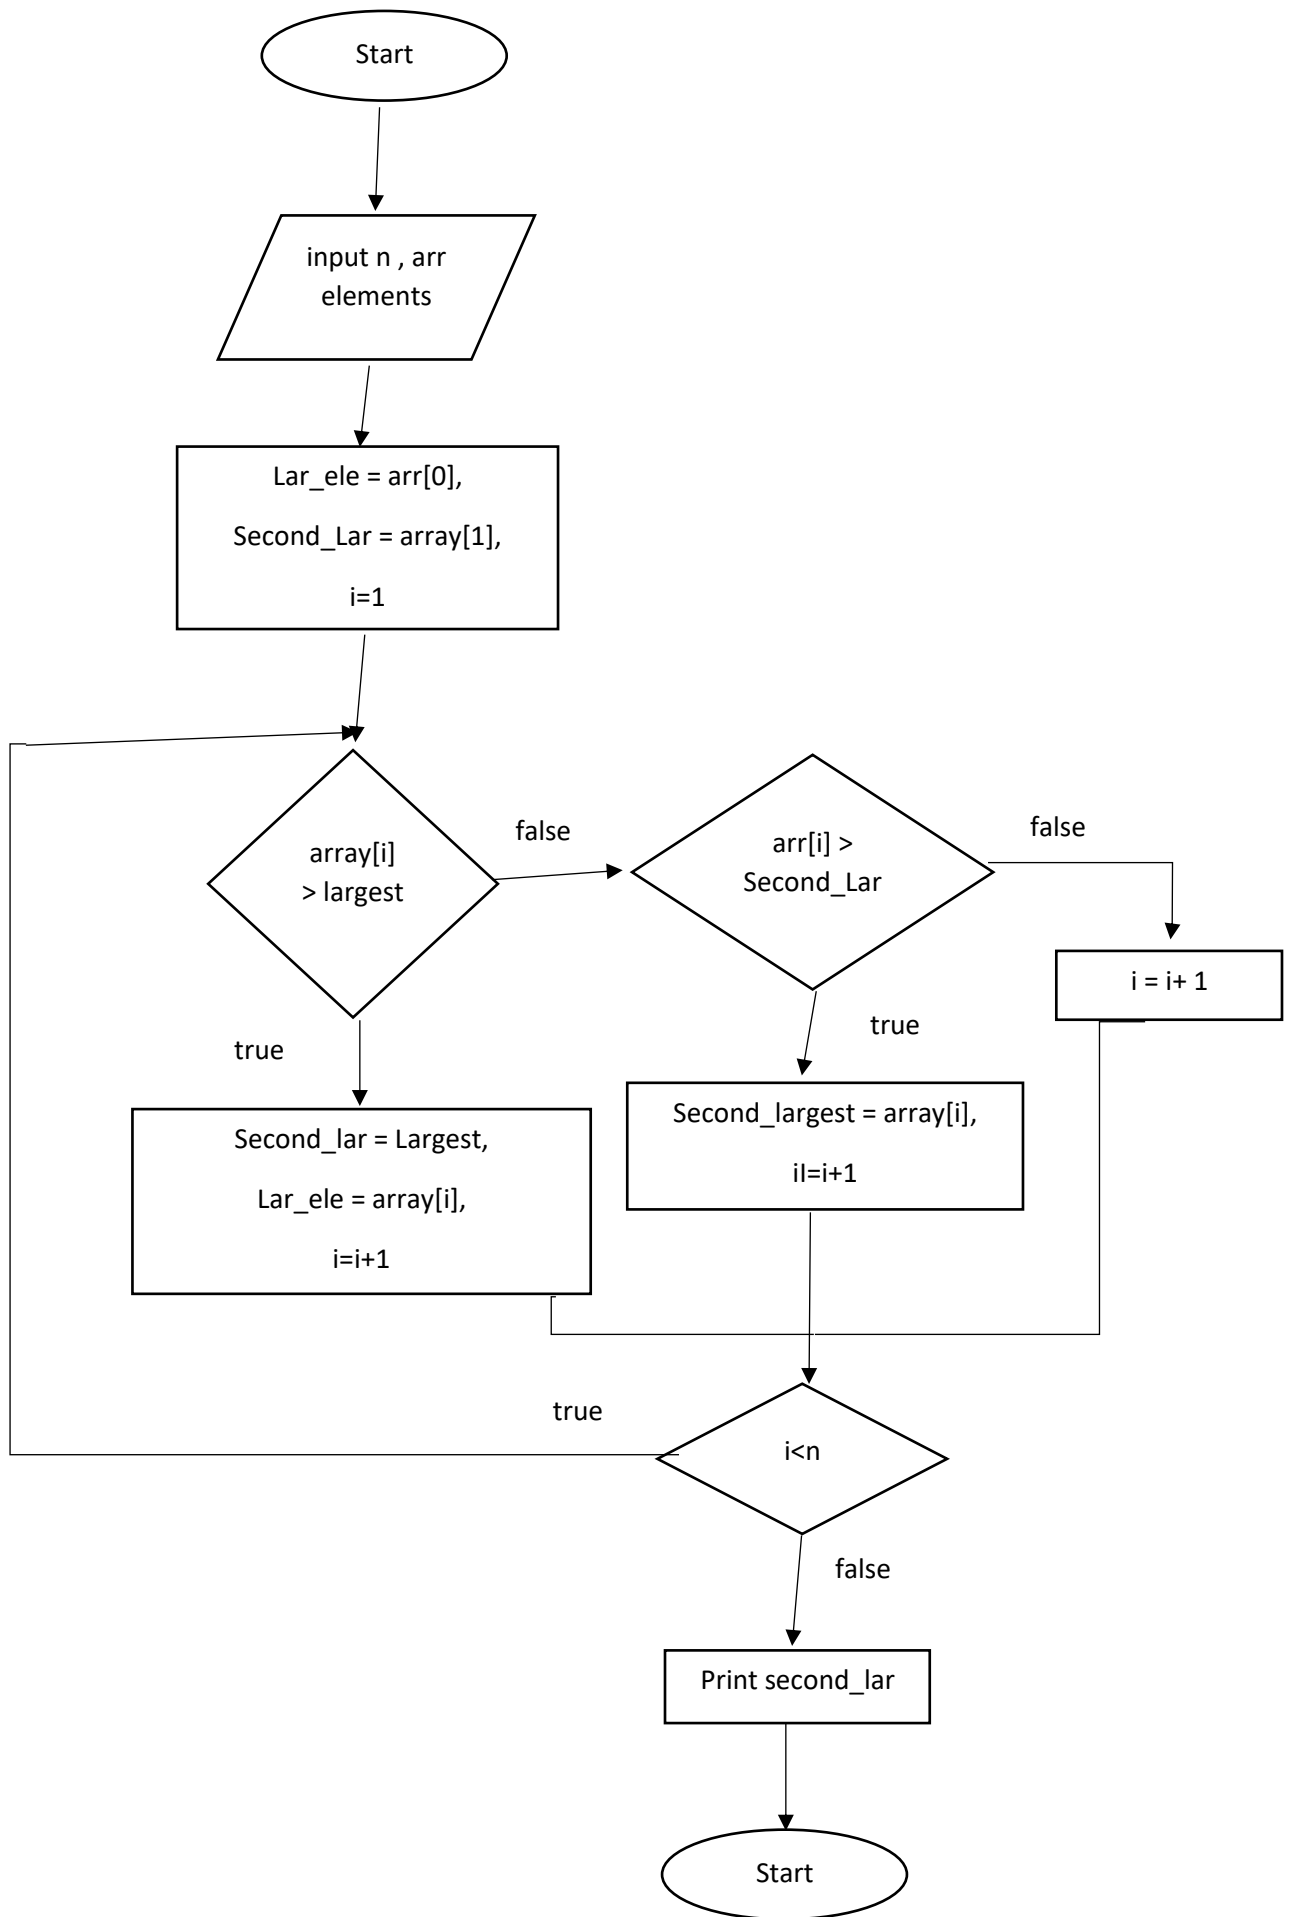 Start
input n , arr
elements
Lar_ele = arr[0],
Second_Lar = array[1],
i=1
array[i]
> largest
false
arr[i] >
Second_Lar
false
i = i+ 1
true
true
Second_lar = Largest,
Lar_ele = array[i],
i=i+1
Second_largest = array[i],
iI=i+1
true
i<n
false
Print second_lar
Start